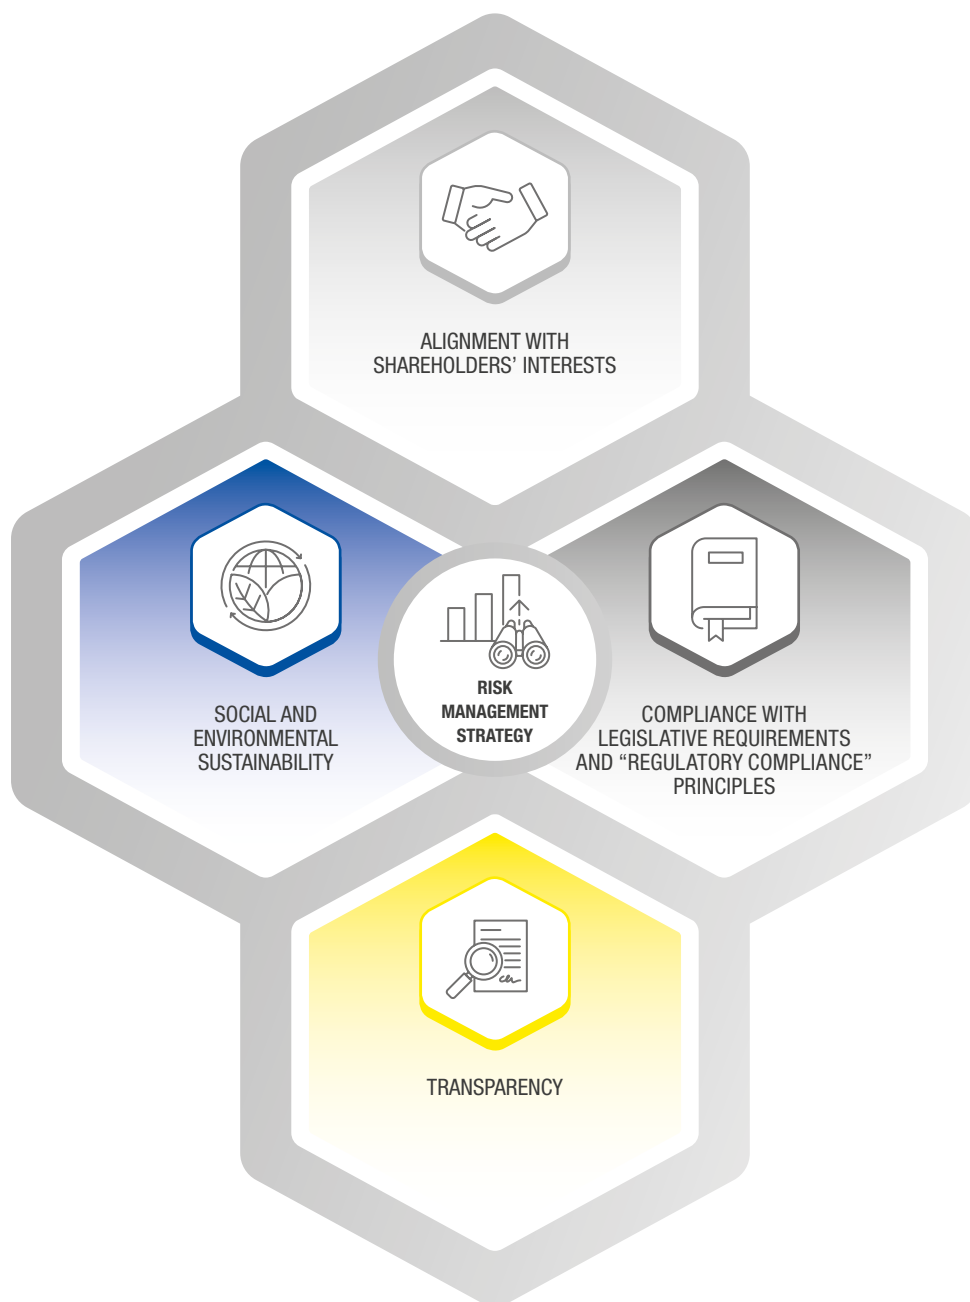 ALIGNMENT WITH
SHAREHOLDERS’ INTERESTS
SOCIAL AND
ENVIRONMENTAL
SUSTAINABILITY
RISK
MANAGEMENT
STRATEGY
COMPLIANCE WITH
LEGISLATIVE REQUIREMENTS
AND “REGULATORY COMPLIANCE”
PRINCIPLES
TRANSPARENCY